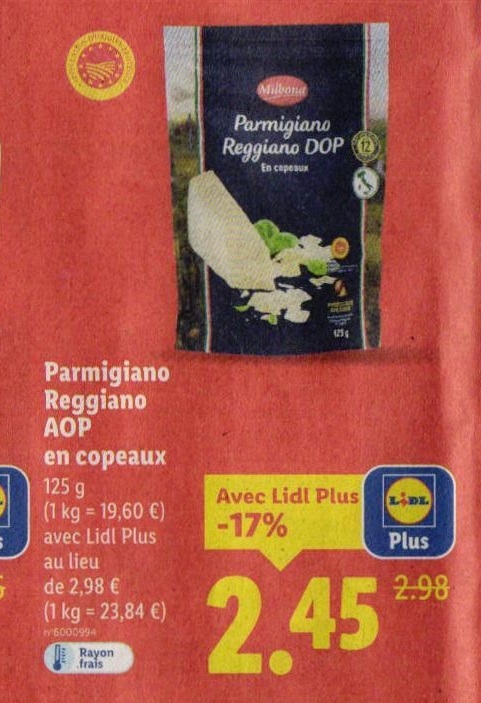 Milbona
Parmigiano
Reggiano DOP
En copeaux
12
125 g
Parmigiano
Reggiano
AOP
en copeaux
125 g
(1 kg = 19,60 €)
avec Lidl Plus
au lieu
de 2,98 €
(1 kg = 23,84 €)
n°6000994
Rayon
frais
Avec Lidl Plus
-17%
LIDL
Plus
2.98
2.45